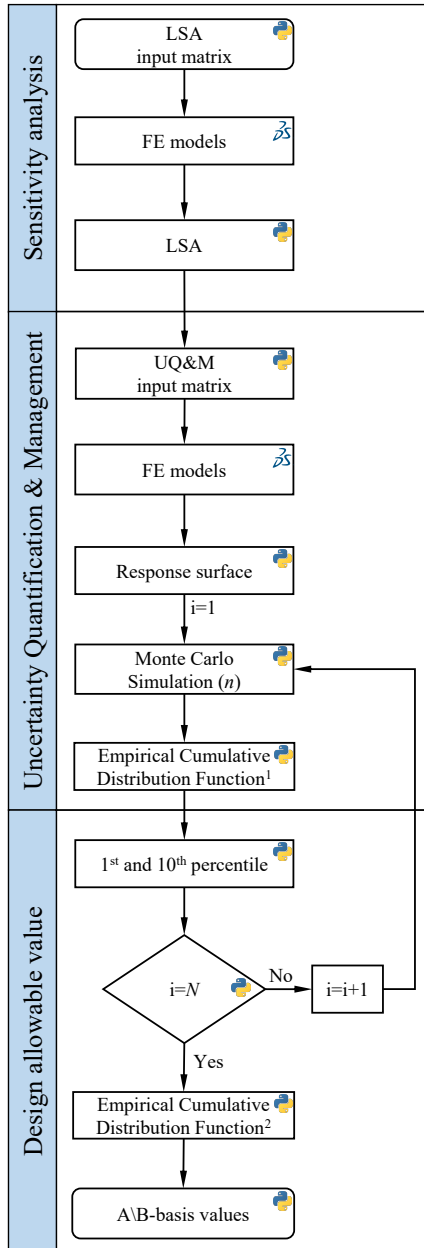 Sensitivity analysis
LSA
input matrix
FE models
LSA
Uncertainty Quantification & Management
UQ&M
input matrix
FE models
Response surface
i=1
Monte Carlo
Simulation (n)
Empirical Cumulative
Distribution Function¹
Design allowable value
1ˢᵗ and 10ᵗʰ percentile
i=N
No
i=i+1
Yes
Empirical Cumulative
Distribution Function²
A\B-basis values